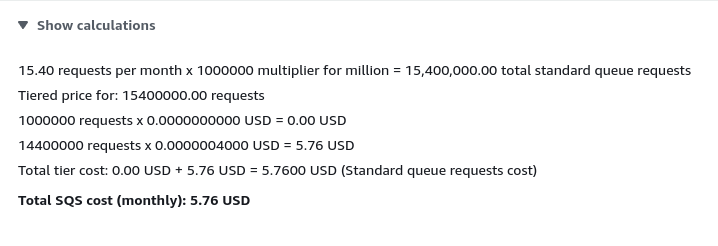 Show calculations
15.40 requests per month x 1000000 multiplier for million = 15,400,000.00 total standard queue requests
Tiered price for: 15400000.00 requests
1000000 requests x 0.0000000000 USD = 0.00 USD
14400000 requests x 0.0000004000 USD = 5.76 USD
Total tier cost: 0.00 USD + 5.76 USD = 5.7600 USD (Standard queue requests cost)
Total SQS cost (monthly): 5.76 USD